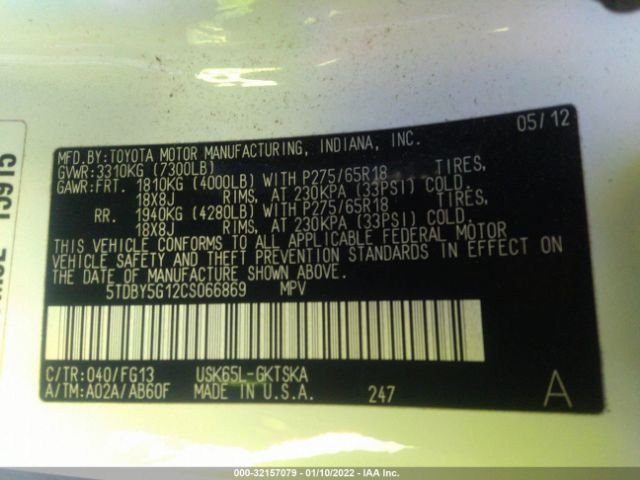 05/12
MFD.BY:TOYOTA MOTOR MANUFACTURING, INDIANA, INC.
GVWR:3310KG (7300LB)
GAWR:FRT. 1810KG (4000LB) WITH P275/65R18 TIRES,
18X8J RIMS, AT 230KPA (33PSI) COLD.
RR. 1940KG (4280LB) WITH P275/65R18 TIRES,
18X8J RIMS, AT 230KPA (33PSI) COLD.
THIS VEHICLE CONFORMS TO ALL APPLICABLE FEDERAL MOTOR
VEHICLE SAFETY AND THEFT PREVENTION STANDARDS IN EFFECT ON
THE DATE OF MANUFACTURE SHOWN ABOVE.
5TDBY5G12CS066869 MPV
C/TR:040/FG13 USK65L-GKTSKA
A/TM:A02A/AB60F MADE IN U.S.A. 247 A
15915
000-32157079 - 01/10/2022 - IAA Inc.